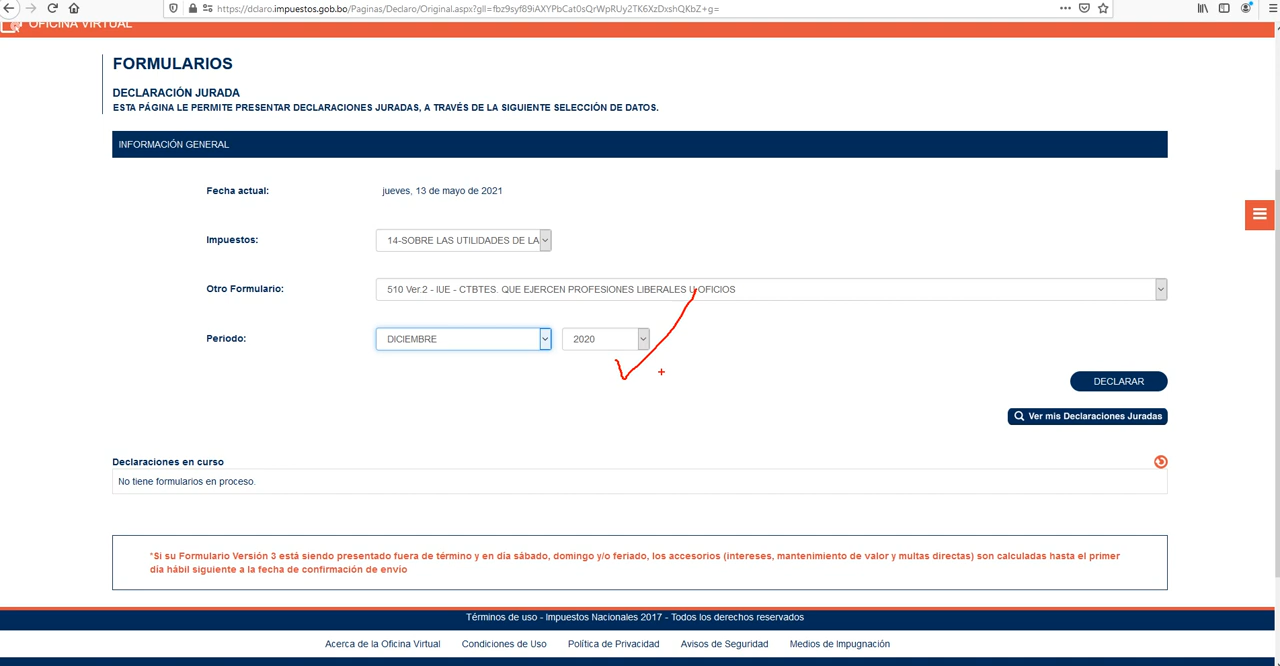 https://ddclaro.impuestos.gob.bo/Paginas/Declaro/Original.aspx?gll=fbz9syf89iAXYPbCat0sQrWpRUy2TK6XzDxshQKbZ+g=
OFICINA VIRTUAL
FORMULARIOS
DECLARACIÓN JURADA
ESTA PÁGINA LE PERMITE PRESENTAR DECLARACIONES JURADAS, A TRAVÉS DE LA SIGUIENTE SELECCIÓN DE DATOS.
INFORMACIÓN GENERAL
Fecha actual: jueves, 13 de mayo de 2021
Impuestos: 14-SOBRE LAS UTILIDADES DE LA
Otro Formulario: 510 Ver.2 - IUE - CTBTES. QUE EJERCEN PROFESIONES LIBERALES U OFICIOS
Periodo: DICIEMBRE 2020
DECLARAR
Ver mis Declaraciones Juradas
Declaraciones en curso
No tiene formularios en proceso.
*Si su Formulario Versión 3 está siendo presentado fuera de término y en día sábado, domingo y/o feriado, los accesorios (intereses, mantenimiento de valor y multas directas) son calculadas hasta el primer
día hábil siguiente a la fecha de confirmación de envío
Términos de uso - Impuestos Nacionales 2017 - Todos los derechos reservados
Acerca de la Oficina Virtual Condiciones de Uso Política de Privacidad Avisos de Seguridad Medios de Impugnación